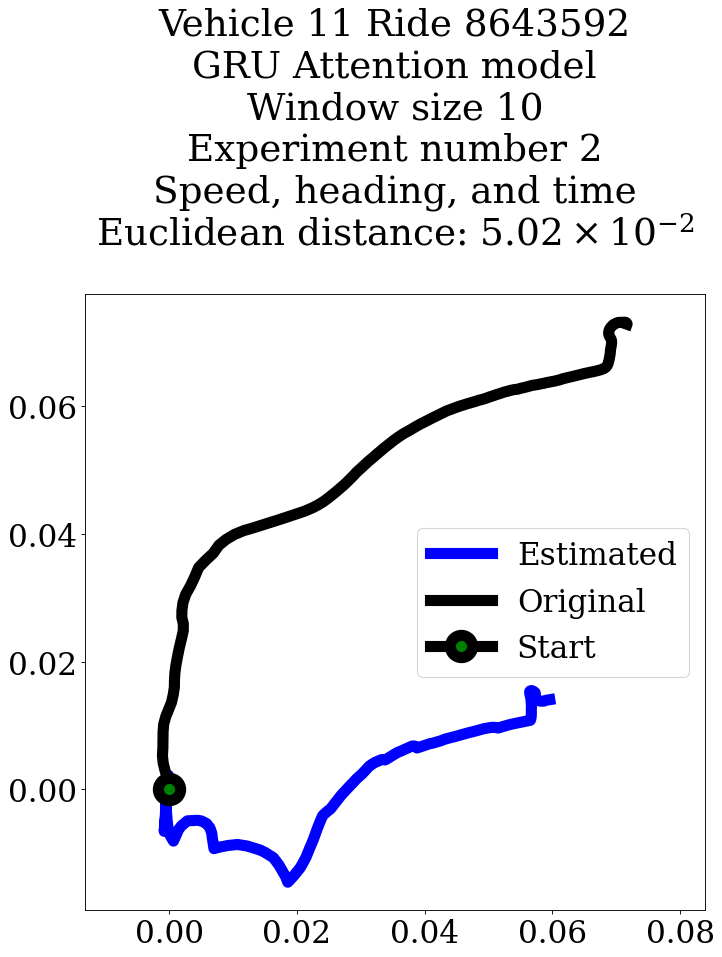 Vehicle 11 Ride 8643592
GRU Attention model
Window size 10
Experiment number 2
Speed, heading, and time
Euclidean distance: 5.02 × 10⁻²
0.06
0.04
0.02
0.00
Estimated
Original
Start
0.00 0.02 0.04 0.06 0.08